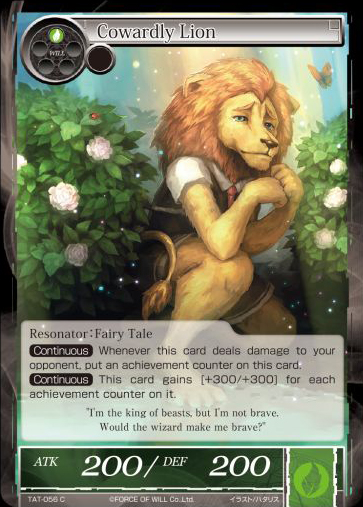 Cowardly Lion
WILL
Resonator:Fairy Tale
Continuous Whenever this card deals damage to your
opponent, put an achievement counter on this card.
Continuous This card gains [+300/+300] for each
achievement counter on it.
"I'm the king of beasts, but I'm not brave.
Would the wizard make me brave?"
ATK 200/ DEF 200
TAT-056 C ©FORCE OF WILL Co.,Ltd. イラスト/バタリス